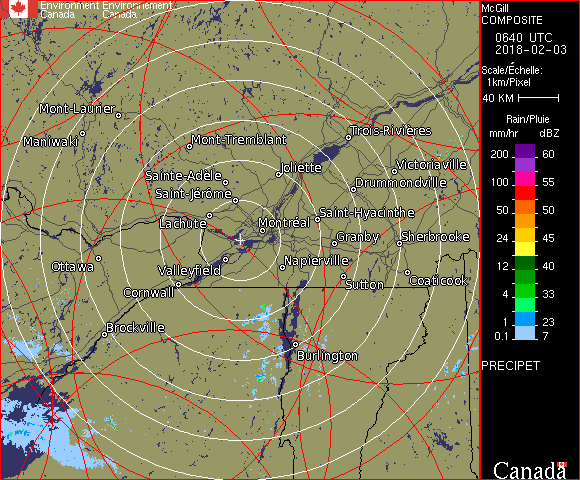 Environment Environnement
Canada Canada
McGill
COMPOSITE
0640 UTC
2018-02-03
Scale/Échelle:
1km/Pixel
40 KM
Rain/Pluie
mm/hr dBZ
200 60
100 55
50 50
24 45
12 40
4 33
1 23
0.1 7
PRECIPET
Canada
Mont-Laurier
Maniwaki
Mont-Tremblant
Trois-Rivières
Joliette
Victoriaville
Sainte-Adèle
Drummondville
Saint-Jérôme
Saint-Hyacinthe
Lachute
Montréal
Granby
Sherbrooke
Ottawa
Valleyfield
Napierville
Cornwall
Sutton
Coaticook
Brockville
Burlington